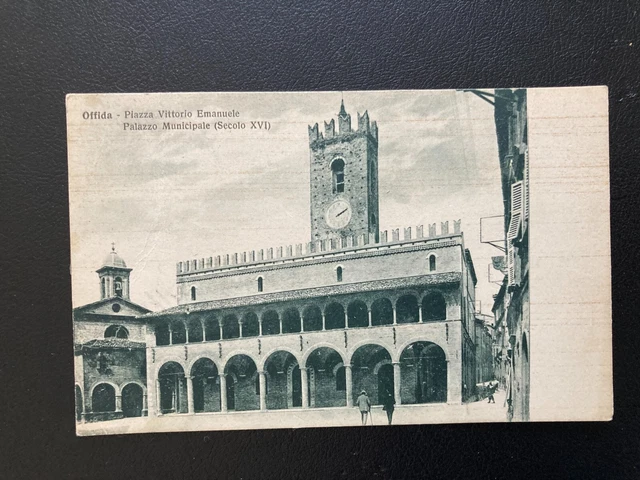 Offida - Piazza Vittorio Emanuele
Palazzo Municipale (Secolo XVI)